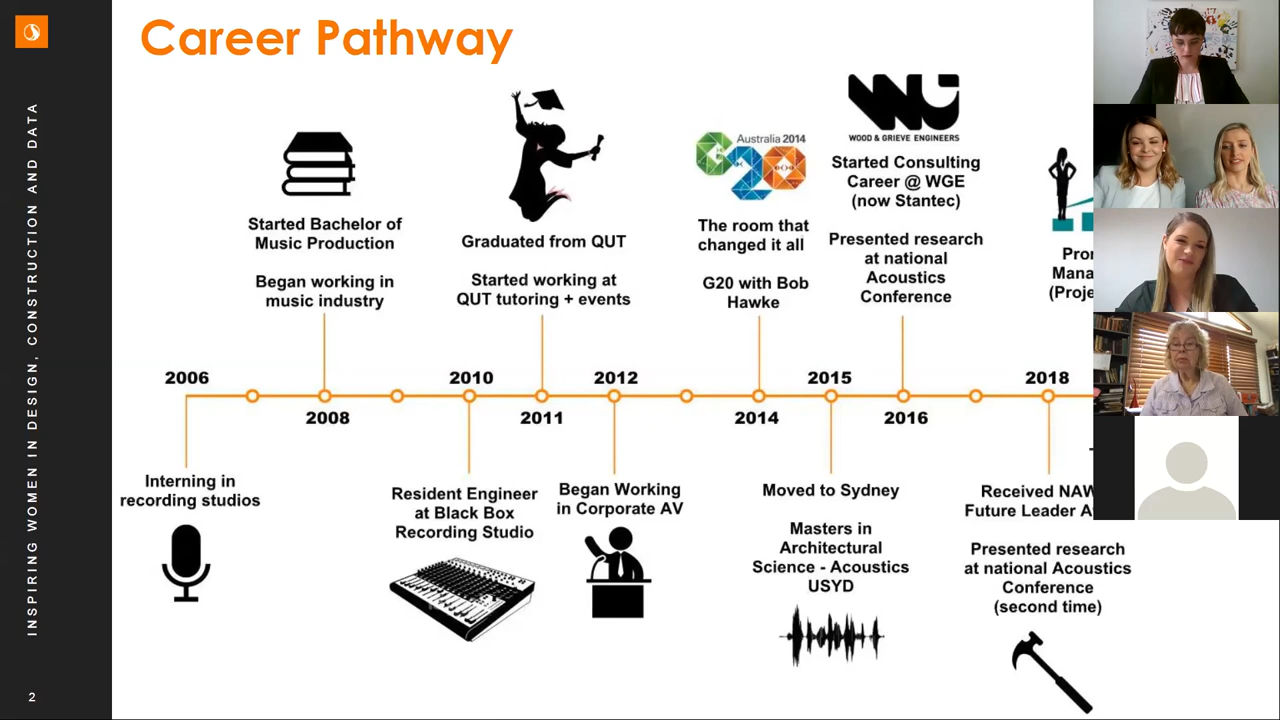 Career Pathway
INSPIRING WOMEN IN DESIGN, CONSTRUCTION AND DATA
2
Started Bachelor of
Music Production
Began working in
music industry
Graduated from QUT
Started working at
QUT tutoring + events
Australia 2014
G20
The room that
changed it all
G20 with Bob
Hawke
WOOD & GRIEVE ENGINEERS
Started Consulting
Career @ WGE
(now Stantec)
Presented research
at national
Acoustics
Conference
2006
2008
2010
2011
2012
2014
2015
2016
2018
Interning in
recording studios
Resident Engineer
at Black Box
Recording Studio
Began Working
in Corporate AV
Moved to Sydney
Masters in
Architectural
Science - Acoustics
USYD
Received
Future Leader
Presented research
at national Acoustics
Conference
(second time)